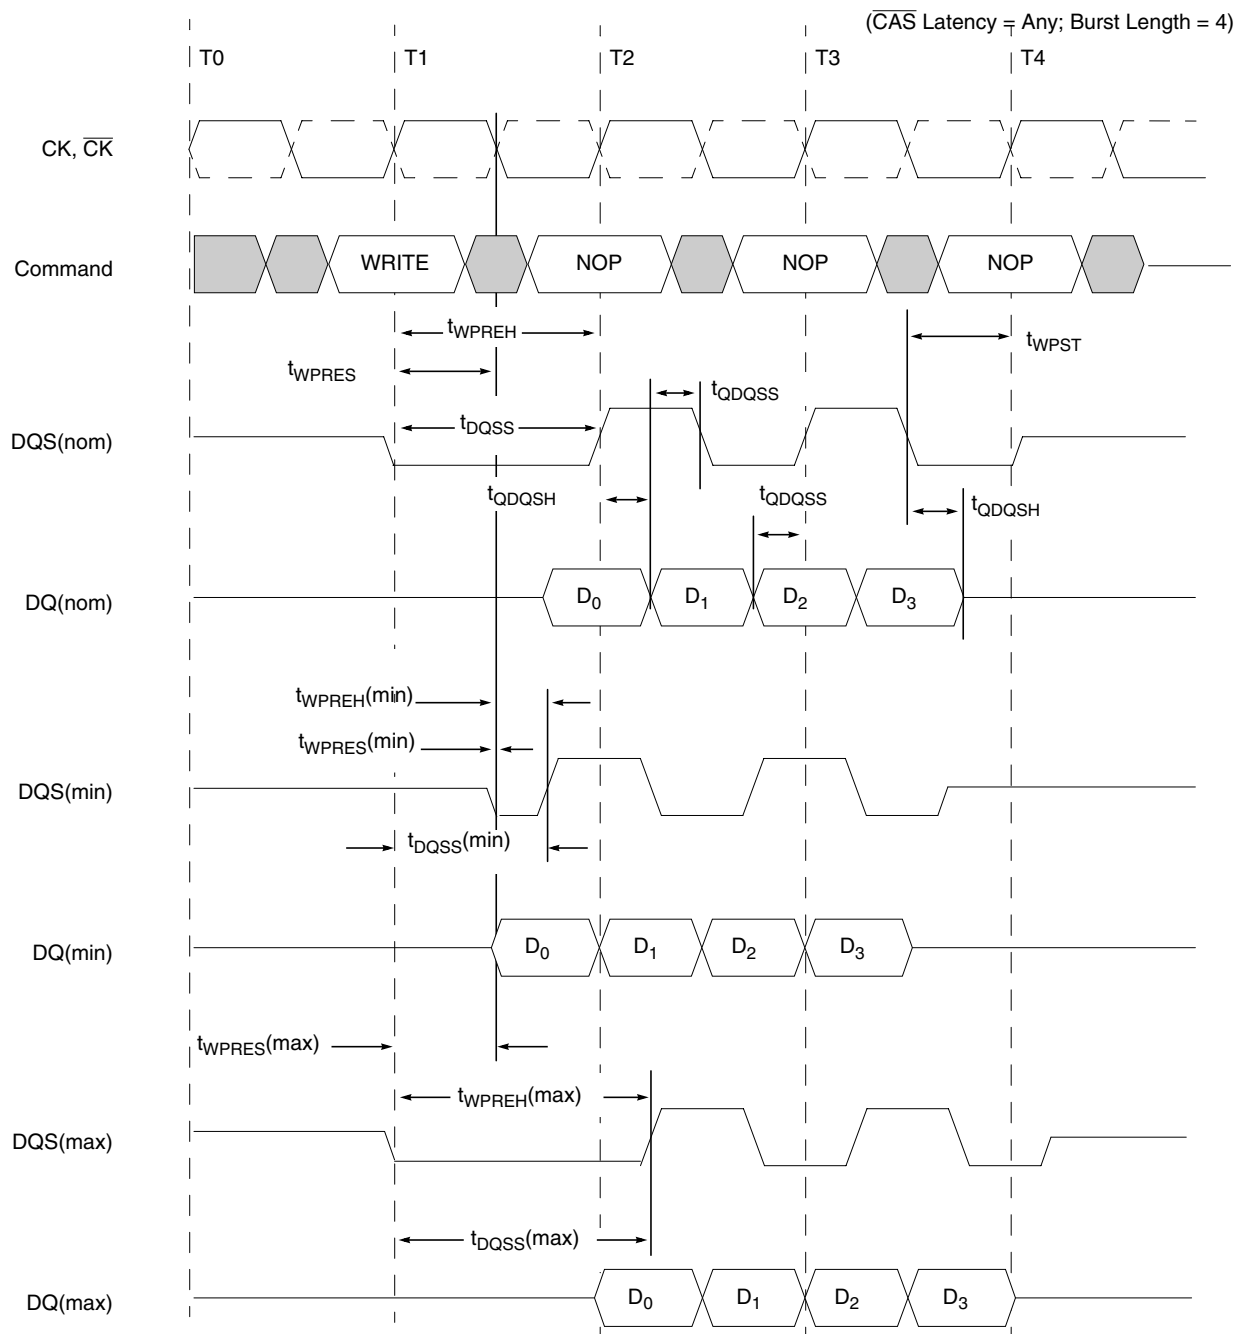 (C̅A̅S̅ Latency = Any; Burst Length = 4)
T0 T1 T2 T3 T4
CK, C̅K̅
Command WRITE NOP NOP NOP
tWPREH
tWPST
tWPRES
tQDQSS
DQS(nom) tDQSS
tQDQSH tQDQSS tQDQSH
DQ(nom) D0 D1 D2 D3
tWPREH(min)
tWPRES(min)
DQS(min)
tDQSS(min)
DQ(min) D0 D1 D2 D3
tWPRES(max)
tWPREH(max)
DQS(max)
tDQSS(max)
DQ(max) D0 D1 D2 D3